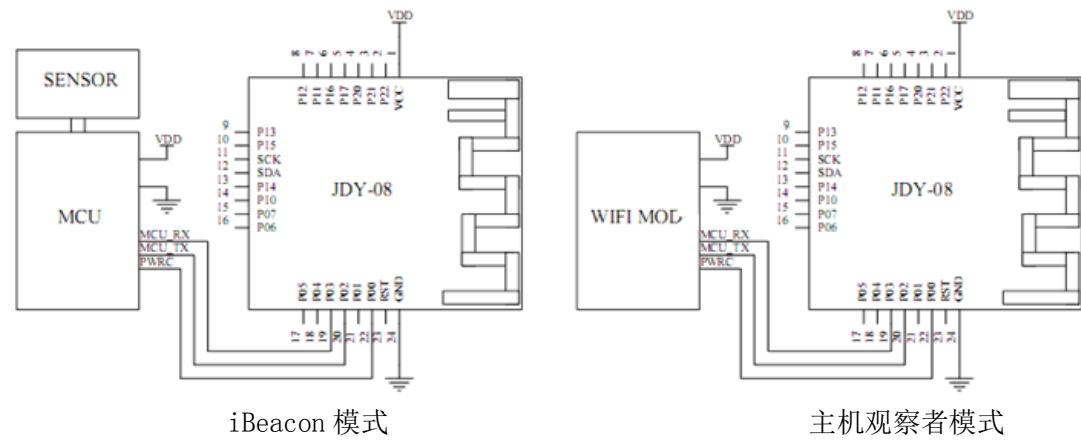 VDD
8 7 6 5 4 3 2 1
P12 P11 P16 P17 P20 P21 P22 VCC
SENSOR
MCU
VDD
9 P13
10 P15
11 SCK
12 SDA
13 P14
14 P10
15 P07
16 P06
JDY-08
MCU_RX
MCU_TX
PWRC
P05 P04 P03 P02 P01 P00 RST GND
17 18 19 20 21 22 23 24
iBeacon 模式
VDD
8 7 6 5 4 3 2 1
P12 P11 P16 P17 P20 P21 P22 VCC
WIFI MOD
VDD
9 P13
10 P15
11 SCK
12 SDA
13 P14
14 P10
15 P07
16 P06
JDY-08
MCU_RX
MCU_TX
PWRC
P05 P04 P03 P02 P01 P00 RST GND
17 18 19 20 21 22 23 24
主机观察者模式